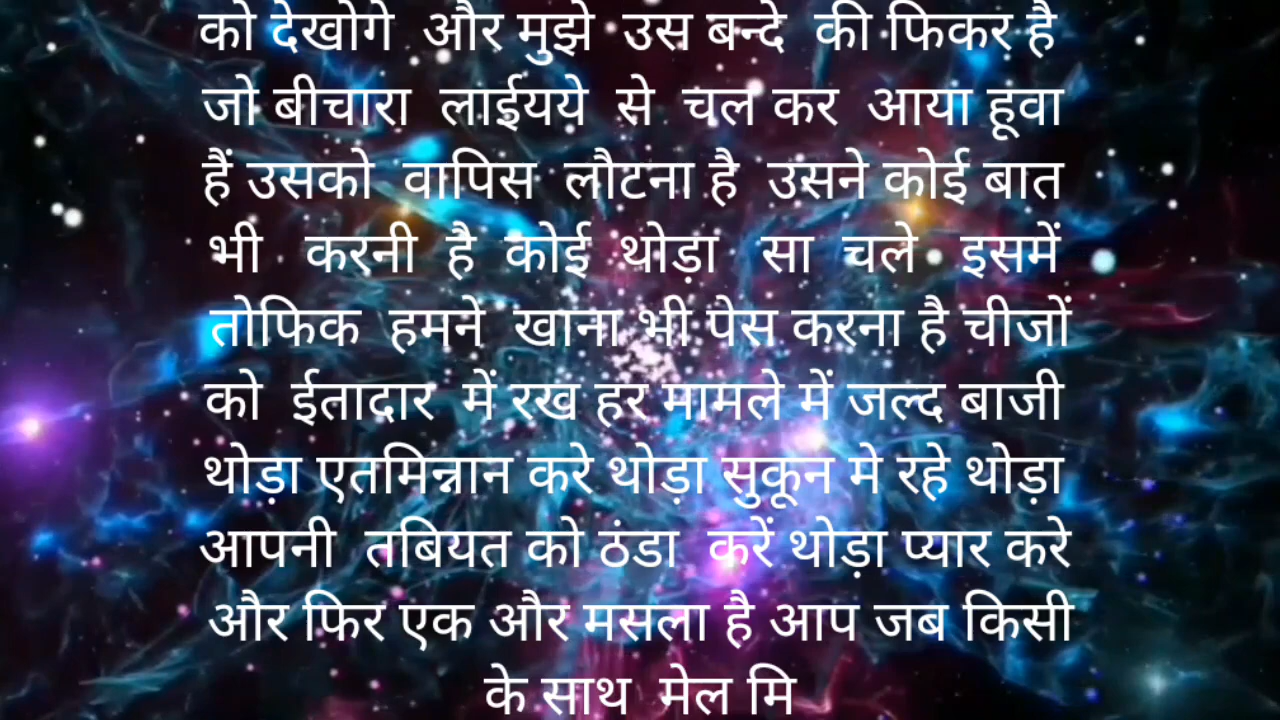 को देखोगे और मुझे उस बन्दे की फिकर है
जो बीचारा लाईयये से चल कर आया हूवा
हैं उसको वापिस लौटना है उसने कोई बात
भी करनी है कोई थोड़ा सा चले इसमें
तोफिक हमने खाना भी पेस करना है चीजों
को ईतादार में रख हर मामले में जल्द बाजी
थोड़ा एतमिन्नान करे थोड़ा सुकून मे रहे थोड़ा
आपनी तबियत को ठंडा करें थोड़ा प्यार करे
और फिर एक और मसला है आप जब किसी
के साथ मेल मि